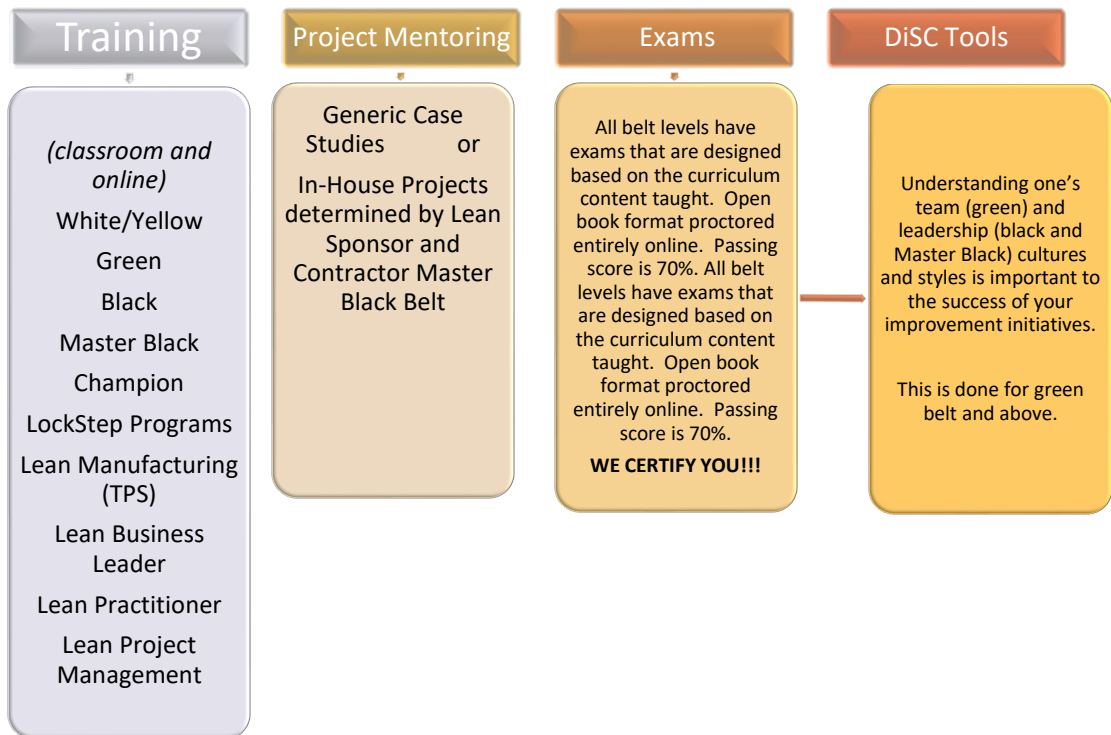 Training
(classroom and
online)
White/Yellow
Green
Black
Master Black
Champion
LockStep Programs
Lean Manufacturing
(TPS)
Lean Business
Leader
Lean Practitioner
Lean Project
Management
Project Mentoring
Generic Case
Studies or
In-House Projects
determined by Lean
Sponsor and
Contractor Master
Black Belt
Exams
All belt levels have
exams that are designed
based on the curriculum
content taught. Open
book format proctored
entirely online. Passing
score is 70%. All belt
levels have exams that
are designed based on
the curriculum content
taught. Open book
format proctored
entirely online. Passing
score is 70%.
WE CERTIFY YOU!!!
DiSC Tools
Understanding one’s
team (green) and
leadership (black and
Master Black) cultures
and styles is important to
the success of your
improvement initiatives.
This is done for green
belt and above.